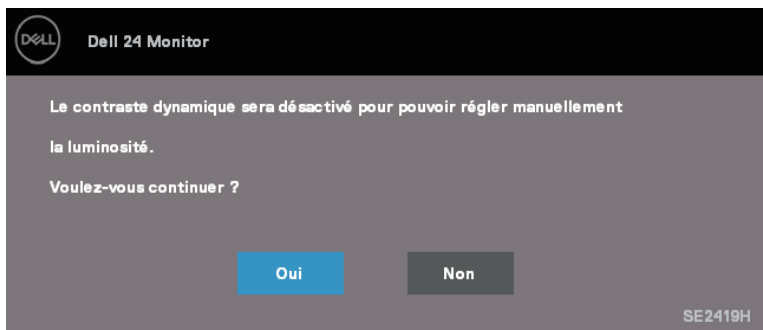 DELL
Dell 24 Monitor
Le contraste dynamique sera désactivé pour pouvoir régler manuellement
la luminosité.
Voulez-vous continuer ?
Oui
Non
SE2419H